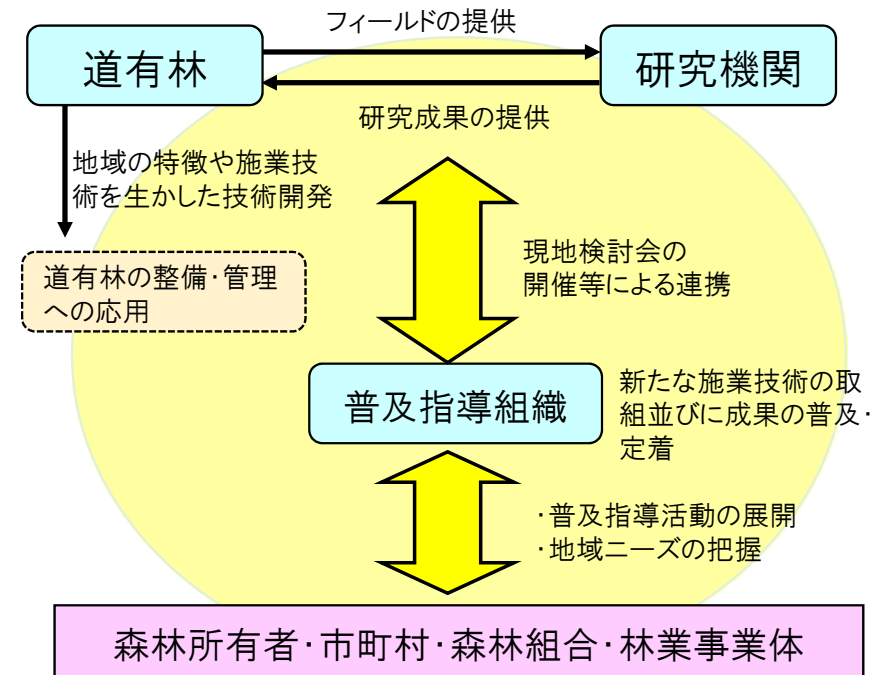 フィールドの提供
道有林
研究機関
研究成果の提供
地域の特徴や施業技
術を生かした技術開発
現地検討会の
開催等による連携
道有林の整備・管理
への応用
普及指導組織
新たな施業技術の取
組並びに成果の普及・
定着
・普及指導活動の展開
・地域ニーズの把握
森林所有者・市町村・森林組合・林業事業体